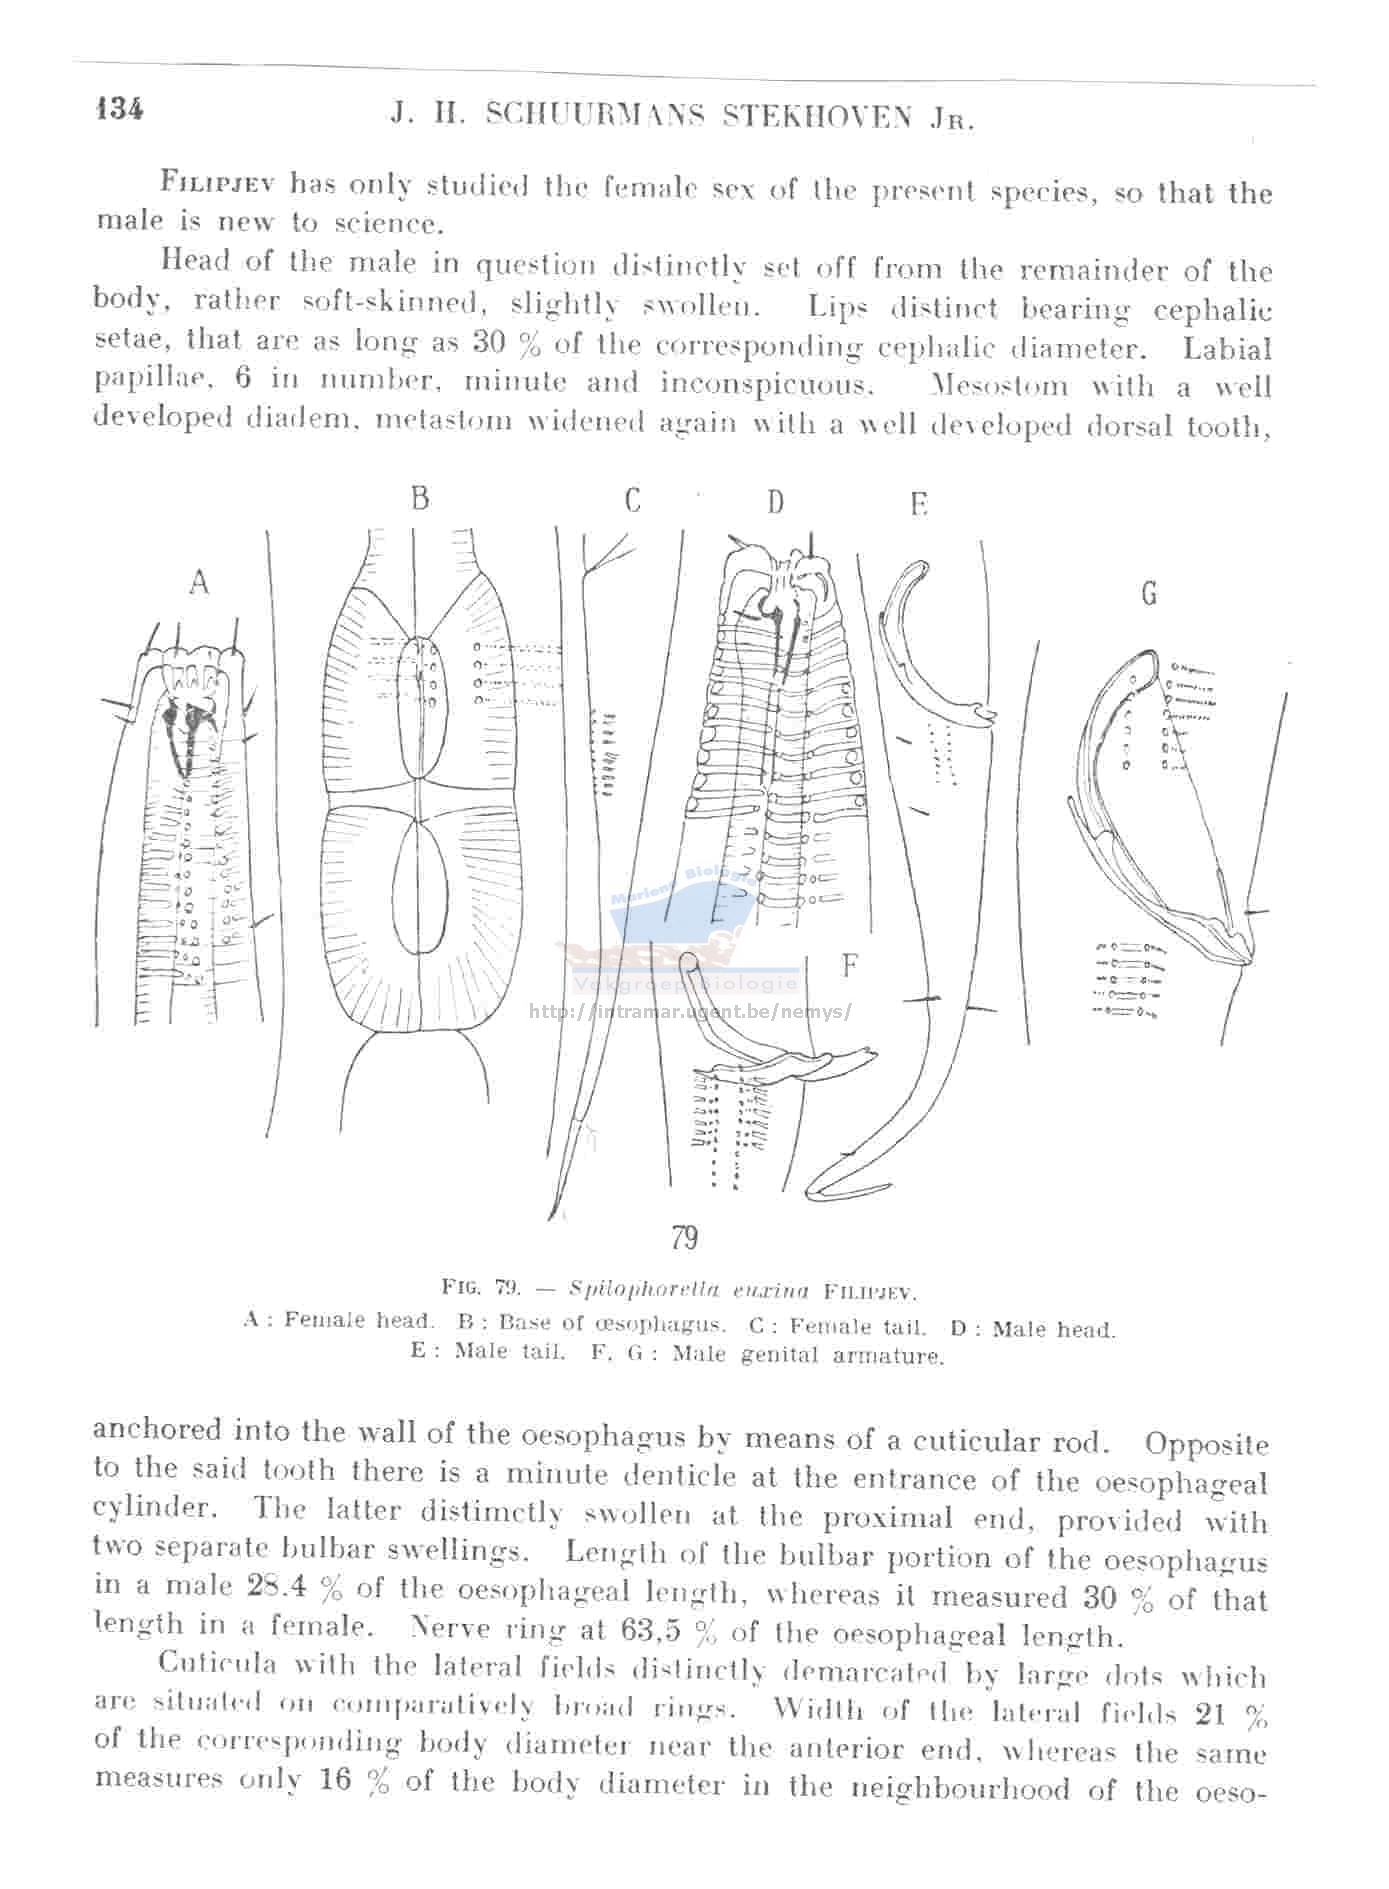 134
J. H. SCHUURMANS STEKHOVEN JR.
FILIPJEV has only studied the female sex of the present species, so that the
male is new to science.
Head of the male in question distinctly set off from the remainder of the
body, rather soft-skinned, slightly swollen. Lips distinct bearing cephalic
setae, that are as long as 30 % of the corresponding cephalic diameter. Labial
papillae, 6 in number, minute and inconspicuous. Mesostom with a well
developed diadem, metastom widened again with a well developed dorsal tooth,
B C D E
A G
F
Marient Biologie
Vakgroep Biologie
http://intramar.ugent.be/nemys/
79
FIG. 79. — Spilophorella euxina FILIPJEV.
A : Female head. B : Base of œsophagus. C : Female tail. D : Male head.
E : Male tail. F, G : Male genital armature.
anchored into the wall of the oesophagus by means of a cuticular rod. Opposite
to the said tooth there is a minute denticle at the entrance of the oesophageal
cylinder. The latter distimctly swollen at the proximal end, provided with
two separate bulbar swellings. Length of the bulbar portion of the oesophagus
in a male 28.4 % of the oesophageal length, whereas it measured 30 % of that
length in a female. Nerve ring at 63,5 % of the oesophageal length.
Cuticula with the lateral fields distinctly demarcated by large dots which
are situated on comparatively broad rings. Width of the lateral fields 21 %
of the corresponding body diameter near the anterior end, whereas the same
measures only 16 % of the body diameter in the neighbourhood of the oeso-